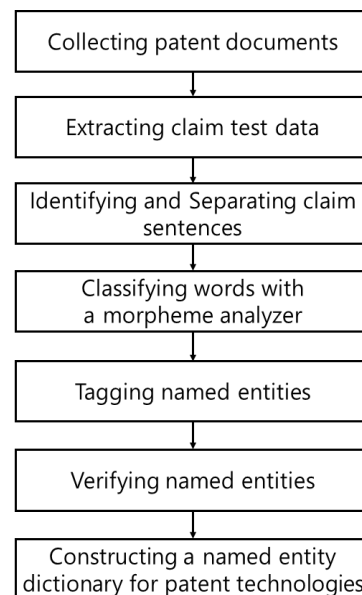 Collecting patent documents
Extracting claim test data
Identifying and Separating claim
sentences
Classifying words with
a morpheme analyzer
Tagging named entities
Verifying named entities
Constructing a named entity
dictionary for patent technologies